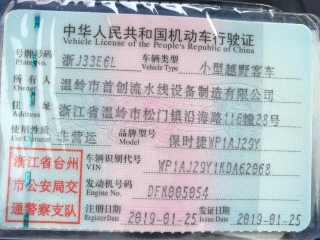 中华人民共和国机动车行驶证
Vehicle License of the People's Republic of China
号牌号码 Plate No. 浙J33E6L 车辆类型 Vehicle Type 小型越野客车
所有人 Owner 温岭市首创流水线设备制造有限公司
住址 Address 浙江省温岭市松门镇沿海路116幢28号
使用性质 Use Character 非营运 品牌型号 Model 保时捷WP1AJ29Y
浙江省台州市公安局交通警察支队
车辆识别代号 VIN WP1AJ29Y1KDA62068
发动机号码 Engine No. DFK005054
注册日期 Register Date 2019-01-25 发证日期 Issue Date 2019-01-25